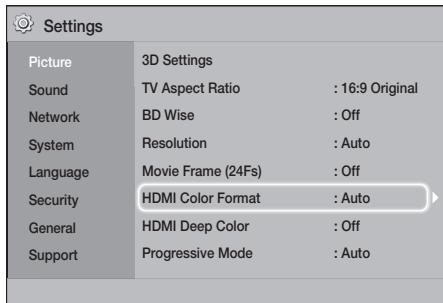 Settings
Picture
Sound
Network
System
Language
Security
General
Support
3D Settings
TV Aspect Ratio : 16:9 Original
BD Wise : Off
Resolution : Auto
Movie Frame (24Fs) : Off
HDMI Color Format : Auto
HDMI Deep Color : Off
Progressive Mode : Auto